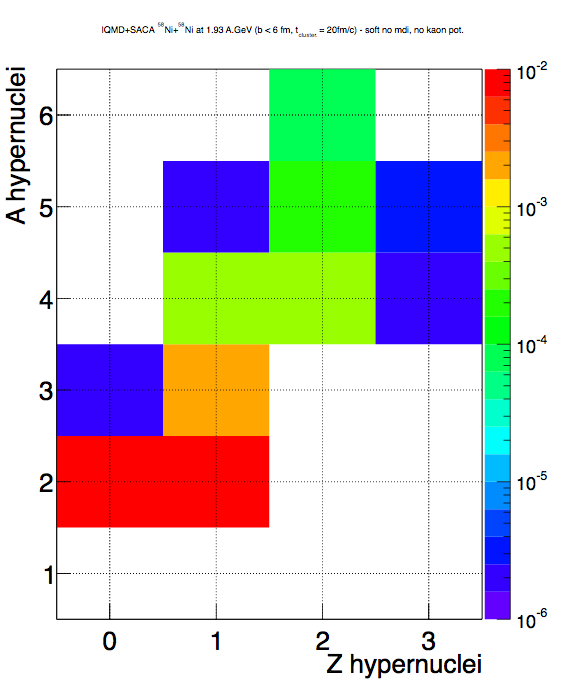 IQMD+SACA ⁵⁸Ni+⁵⁸Ni at 1.93 A.GeV (b < 6 fm, t_cluster. = 20fm/c) - soft no mdi, no kaon pot.
A hypernuclei
6
5
4
3
2
1
0 1 2 3
Z hypernuclei
10⁻²
10⁻³
10⁻⁴
10⁻⁵
10⁻⁶